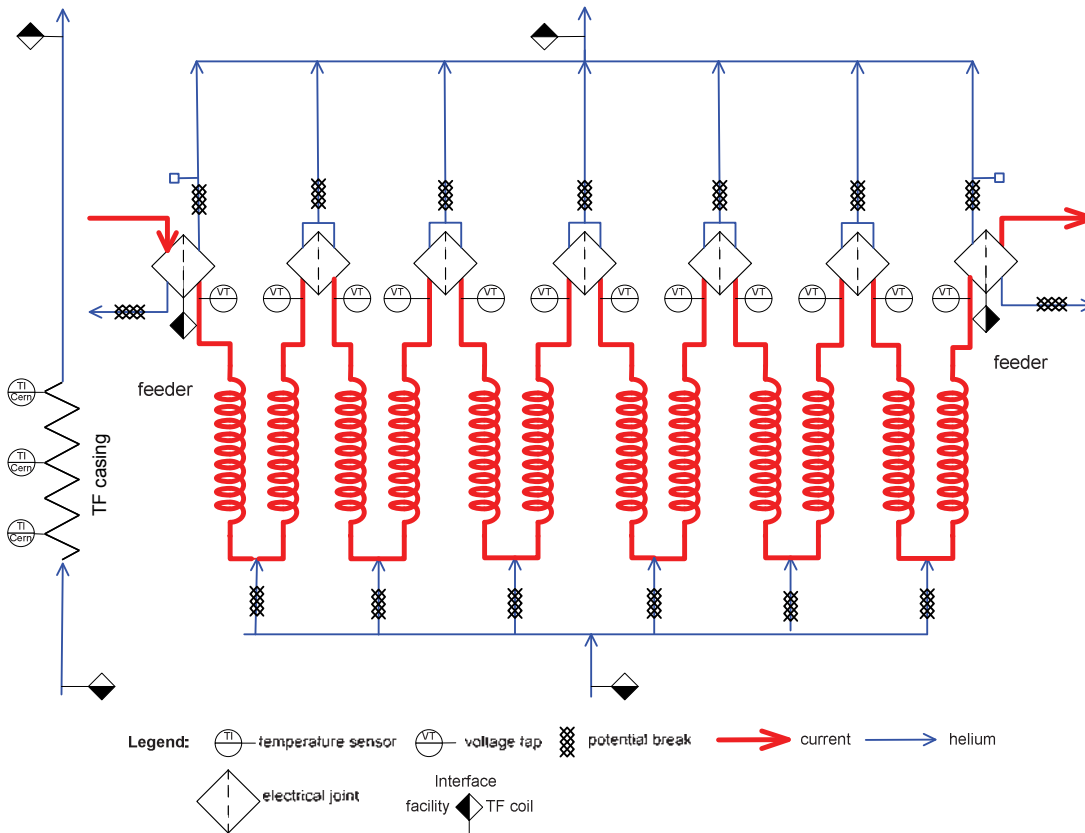 VT VT VT VT VT VT VT VT VT VT VT VT
feeder
feeder
TI
Cern
TI
Cern
TI
Cern
TF casing
Legend:
TI
temperature sensor
VT
voltage tap
potential break
current
helium
electrical joint
Interface
facility TF coil